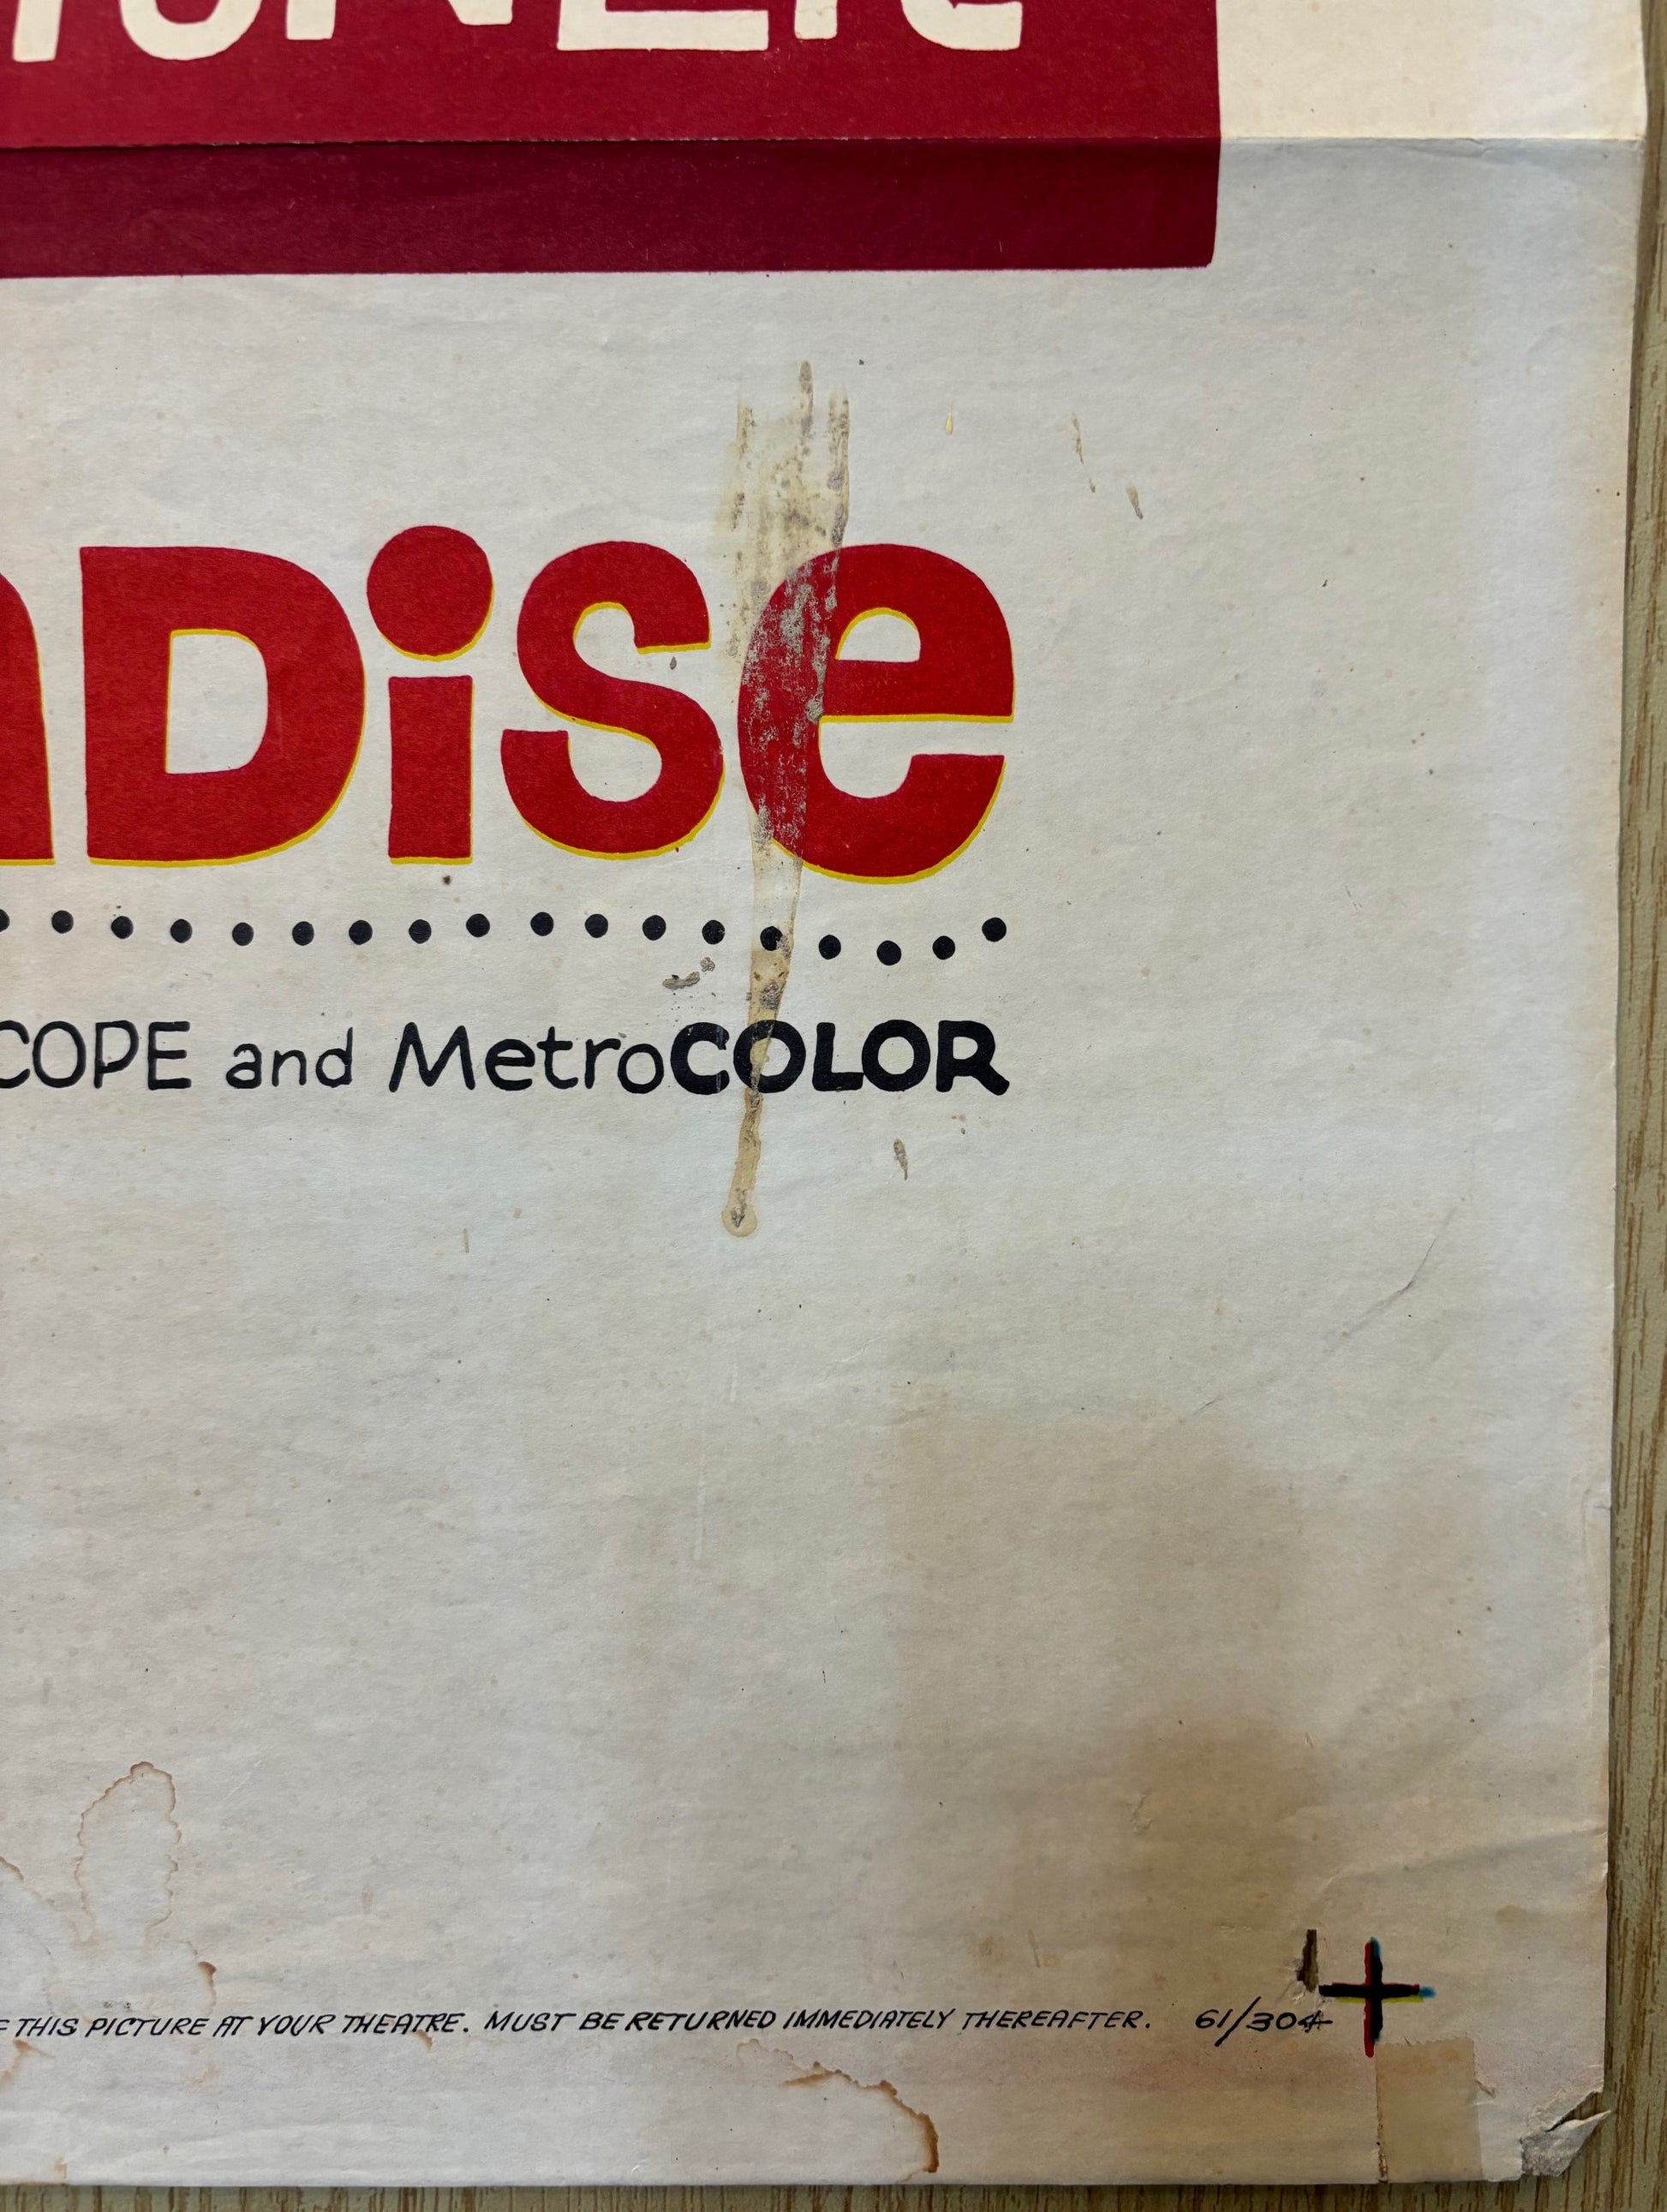 aDise
COPE and MetroCOLOR
THIS PICTURE AT YOUR THEATRE. MUST BE RETURNED IMMEDIATELY THEREAFTER. 61/304